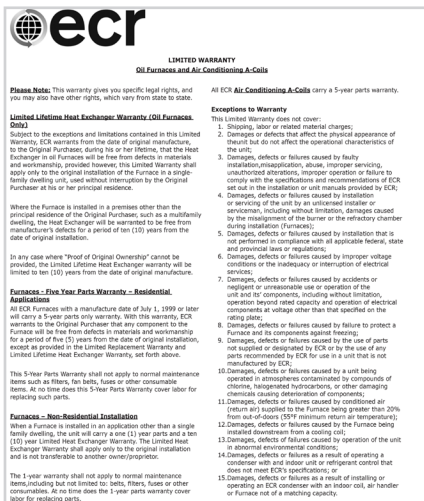 ecr
LIMITED WARRANTY
Oil Furnaces and Air Conditioning A-Coils
Please Note: This warranty gives you specific legal rights, and
you may also have other rights, which vary from state to state.
Limited Lifetime Heat Exchanger Warranty (Oil Furnaces
Only)
Subject to the exceptions and limitations contained in this Limited
Warranty, ECR warrants from the date of original manufacture,
to the Original Purchaser, during his or her lifetime, that the Heat
Exchanger in oil Furnaces will be free from defects in materials
and workmanship, provided however, this Limited Warranty shall
apply only to the original installation of the Furnace in a single-
family dwelling unit, used without interruption by the Original
Purchaser at his or her principal residence.
Where the Furnace is installed in a premises other than the
principal residence of the Original Purchaser, such as a multifamily
dwelling, the Heat Exchanger will be warranted to be free from
manufacturer's defects for a period of ten (10) years from the
date of original installation.
In any case where "Proof of Original Ownership" cannot be
provided, the Limited Lifetime Heat Exchanger warranty will be
limited to ten (10) years from the date of original manufacture.
Furnaces - Five Year Parts Warranty – Residential
Applications
All ECR Furnaces with a manufacture date of July 1, 1999 or later
will carry a 5-year parts only warranty. With this warranty, ECR
warrants to the Original Purchaser that any component to the
Furnace will be free from defects in materials and workmanship
for a period of five (5) years from the date of original installation,
except as provided in the Limited Replacement Warranty and
Limited Lifetime Heat Exchanger Warranty, set forth above.
This 5-Year Parts Warranty shall not apply to normal maintenance
items such as filters, fan belts, fuses or other consumable
items. At no time does this 5-Year Parts Warranty cover labor for
replacing such parts.
Furnaces – Non-Residential Installation
When a Furnace is installed in an application other than a single
family dwelling, the unit will carry a one (1) year parts and a ten
(10) year Limited Heat Exchanger Warranty. The Limited Heat
Exchanger Warranty shall apply only to the original installation
and is not transferable to another owner/proprietor.
The 1-year warranty shall not apply to normal maintenance
items,including but not limited to: belts, filters, fuses or other
consumables. At no time does the 1-year parts warranty cover
labor for replacing parts.
All ECR Air Conditioning A-Coils carry a 5-year parts warranty.
Exceptions to Warranty
This Limited Warranty does not cover:
1. Shipping, labor or related material charges;
2. Damages or defects that affect the physical appearance of
theunit but do not affect the operational characteristics of
the unit;
3. Damages, defects or failures caused by faulty
installation,misapplication, abuse, improper servicing,
unauthorized alterations, improper operation or failure to
comply with the specifications and recommendations of ECR
set out in the installation or unit manuals provided by ECR;
4. Damages, defects or failures caused by installation
or servicing of the unit by an unlicensed installer or
serviceman, including without limitation, damages caused
by the misalignment of the burner or the refractory chamber
during installation (Furnaces);
5. Damages, defects or failures caused by installation that is
not performed in compliance with all applicable federal, state
and provincial laws or regulations;
6. Damages, defects or failures caused by improper voltage
conditions or the inadequacy or interruption of electrical
services;
7. Damages, defects or failures caused by accidents or
negligent or unreasonable use or operation of the
unit and its' components, including without limitation,
operation beyond rated capacity and operation of electrical
components at voltage other than that specified on the
rating plate;
8. Damages, defects or failures caused by failure to protect a
Furnace and its components against freezing;
9. Damages, defects or failures caused by the use of parts
not supplied or designated by ECR or by the use of any
parts recommended by ECR for use in a unit that is not
manufactured by ECR;
10.Damages, defects or failures caused by a unit being
operated in atmospheres contaminated by compounds of
chlorine, halogenated hydrocarbons, or other damaging
chemicals causing deterioration of components;
11.Damages, defects or failures caused by conditioned air
(return air) supplied to the Furnace being greater than 20%
from out-of-doors (55°F minimum return air temperature);
12.Damages, defects or failures caused by the Furnace being
installed downstream from a cooling coil;
13.Damages, defects of failures caused by operation of the unit
in abnormal environmental conditions;
14.Damages, defects or failures as a result of operating a
condenser with and indoor unit or refrigerant control that
does not meet ECR's specifications; or
15.Damages, defects or failures as a result of installing or
operating an ECR condenser with an indoor coil, air handler
or Furnace not of a matching capacity.